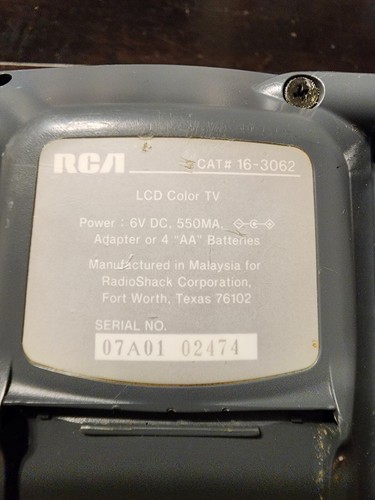 RCA CAT# 16-3062
LCD Color TV
Power : 6V DC, 550MA,
Adapter or 4 "AA" Batteries
Manufactured in Malaysia for
RadioShack Corporation,
Fort Worth, Texas 76102
SERIAL NO.
07A01 02474